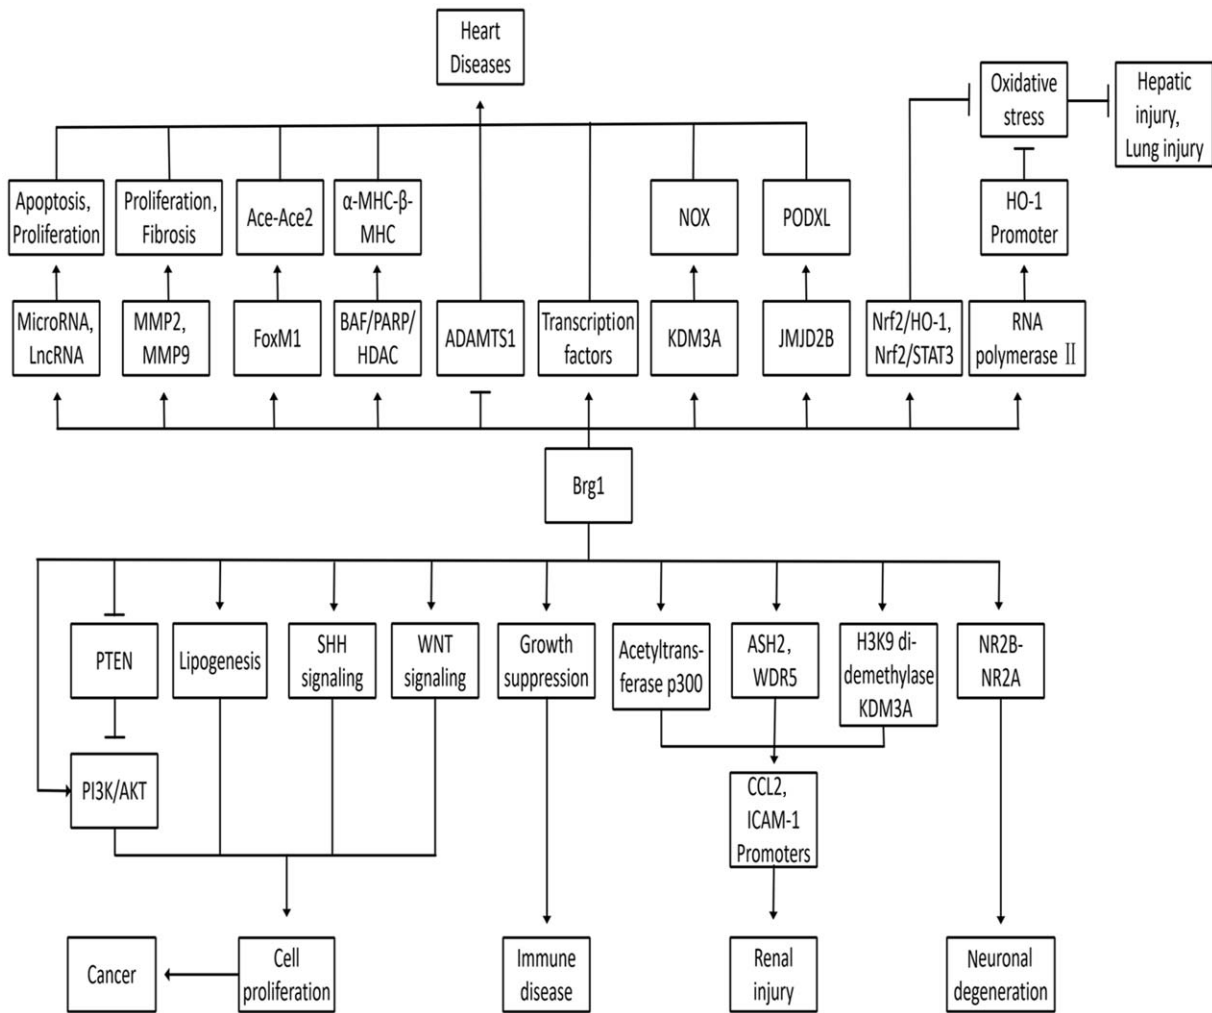 Heart
Diseases
Oxidative
stress
Hepatic
injury,
Lung injury
Apoptosis,
Proliferation
Proliferation,
Fibrosis
Ace-Ace2
α-MHC-β-
MHC
NOX
PODXL
HO-1
Promoter
MicroRNA,
LncRNA
MMP2,
MMP9
FoxM1
BAF/PARP/
HDAC
ADAMTS1
Transcription
factors
KDM3A
JMJD2B
Nrf2/HO-1,
Nrf2/STAT3
RNA
polymerase Ⅱ
Brg1
PTEN
Lipogenesis
SHH
signaling
WNT
signaling
Growth
suppression
Acetyltrans-
ferase p300
ASH2,
WDR5
H3K9 di-
demethylase
KDM3A
NR2B-
NR2A
PI3K/AKT
CCL2,
ICAM-1
Promoters
Cancer
Cell
proliferation
Immune
disease
Renal
injury
Neuronal
degeneration